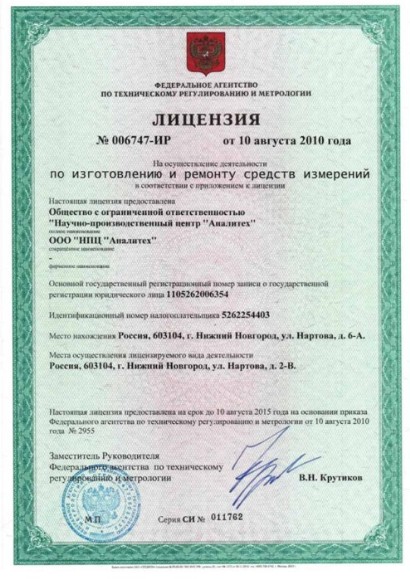 ФЕДЕРАЛЬНОЕ АГЕНТСТВО
ПО ТЕХНИЧЕСКОМУ РЕГУЛИРОВАНИЮ И МЕТРОЛОГИИ
ЛИЦЕНЗИЯ
№ 006747-ИР от 10 августа 2010 года
На осуществление деятельности
по изготовлению и ремонту средств измерений
в соответствии с приложением к лицензии
Настоящая лицензия предоставлена
Общество с ограниченной ответственностью
"Научно-производственный центр "Аналитех"
полное наименование
ООО "НПЦ "Аналитех"
сокращённое наименование
-
фирменное наименование
Основной государственный регистрационный номер записи о государственной
регистрации юридического лица 1105262006354
Идентификационный номер налогоплательщика 5262254403
Место нахождения Россия, 603104, г. Нижний Новгород, ул. Нартова, д. 6-А.
Места осуществления лицензируемого вида деятельности
Россия, 603104, г. Нижний Новгород, ул. Нартова, д. 2-В.
Настоящая лицензия предоставлена на срок до 10 августа 2015 года на основании приказа
Федерального агентства по техническому регулированию и метрологии от 10 августа 2010
г. № 2955
Заместитель Руководителя
Федерального агентства по техническому
регулированию и метрологии В.Н. Крутиков
М.П. Серия СИ № 011762